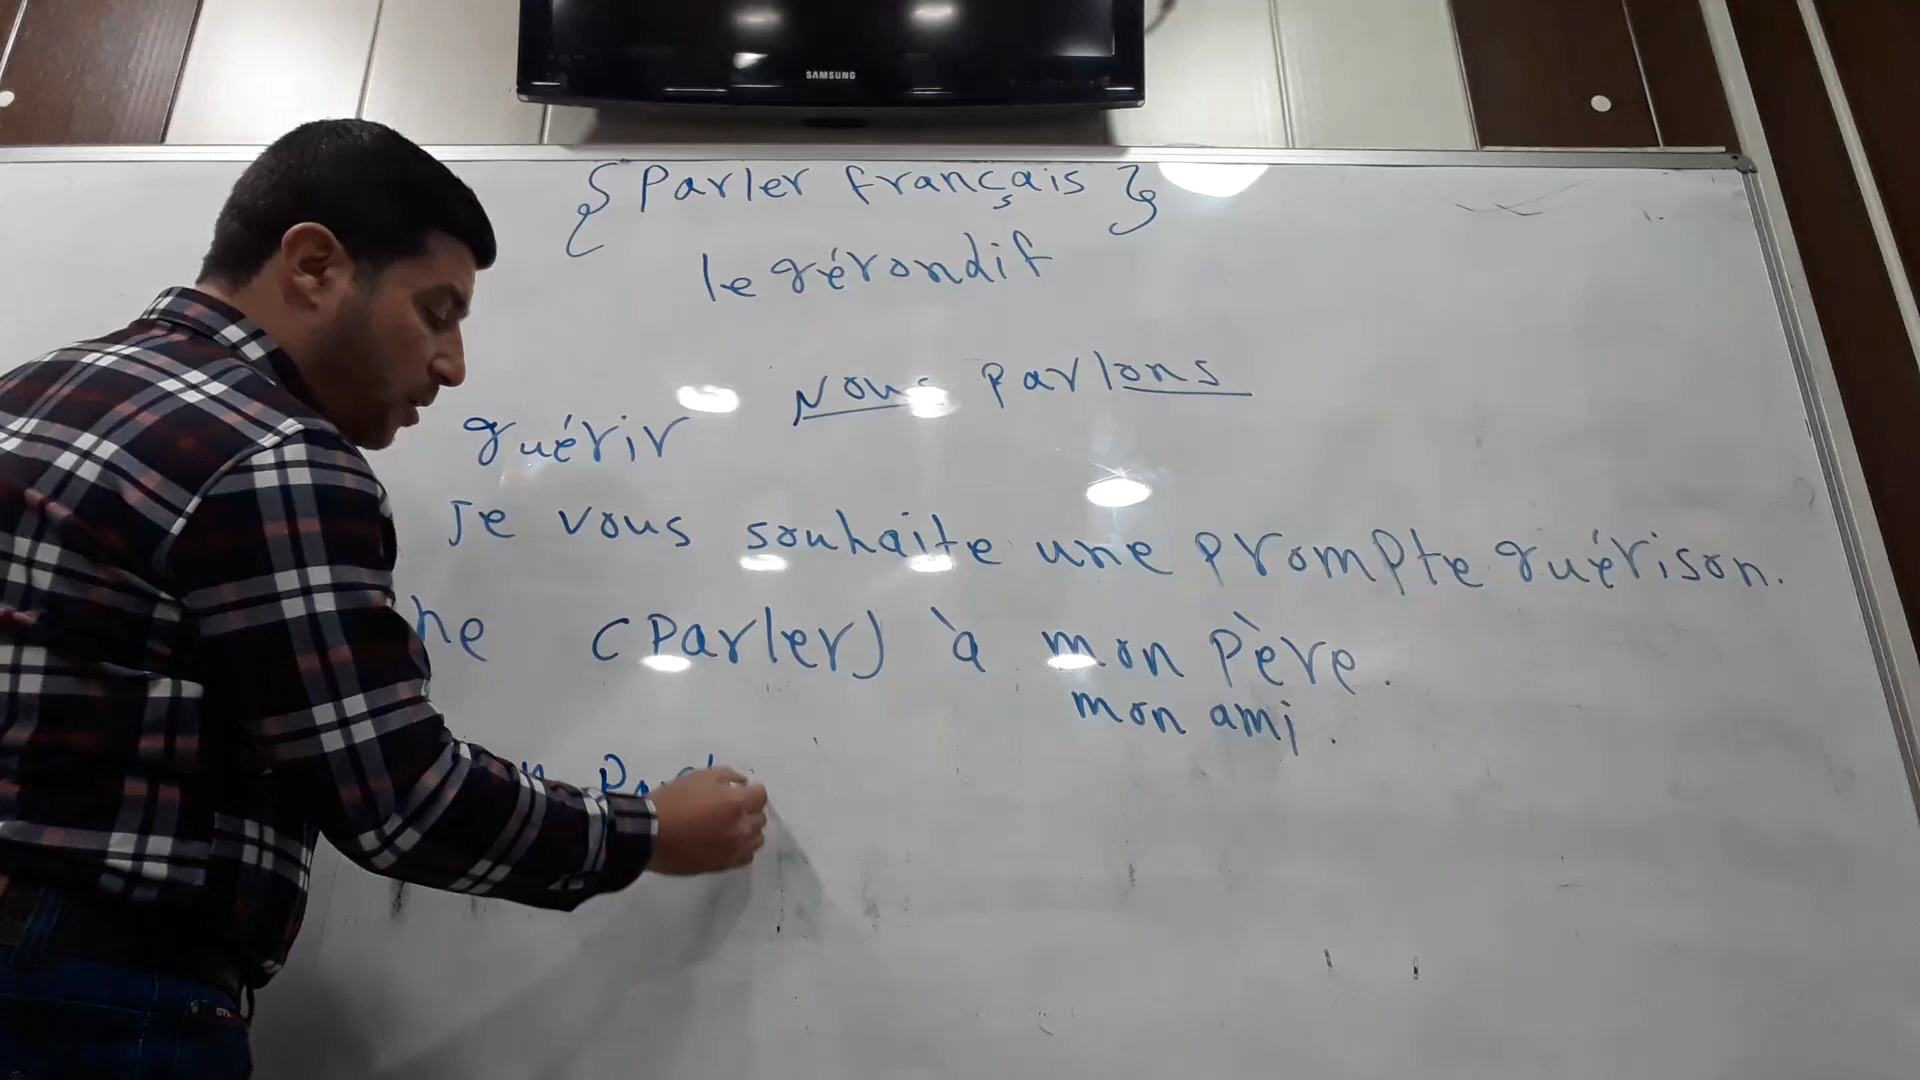 SAMSUNG
{ Parler français }
le gérondif
Nous parlons
guérir
Je vous souhaite une prompte guérison.
he (Parler) à mon Père.
mon ami.